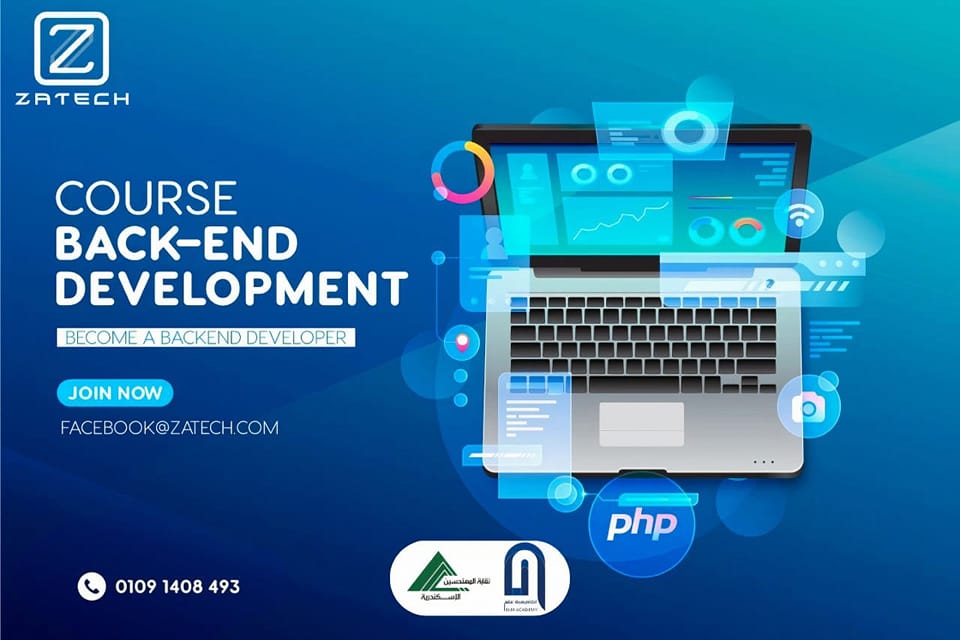 Z
ZATECH
COURSE
BACK-END
DEVELOPMENT
BECOME A BACKEND DEVELOPER
JOIN NOW
FACEBOOK@ZATECH.COM
php
0109 1408 493
نقابة المهندسين
الإسكندرية